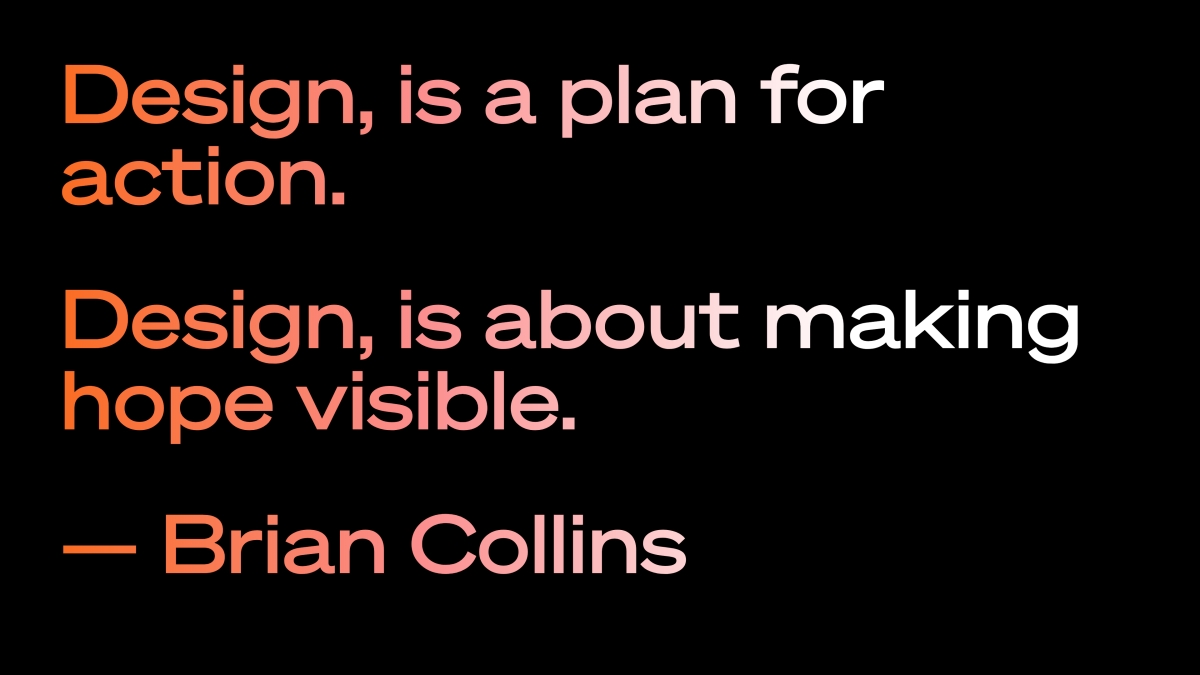 Design, is a plan for
action.
Design, is about making
hope visible.
— Brian Collins